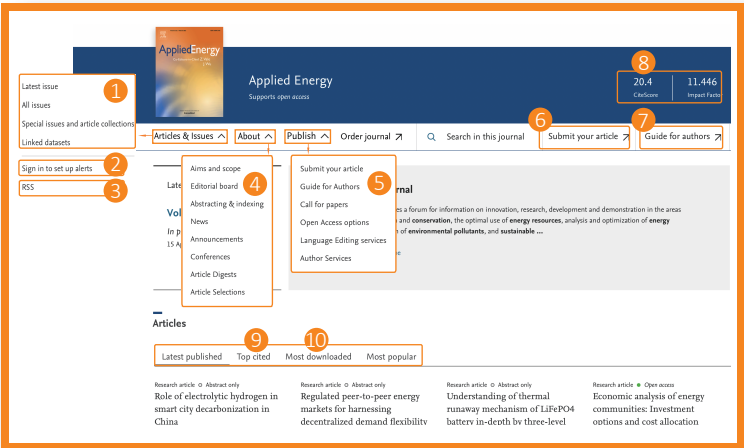 AppliedEnergy
Applied Energy
Supports open access
8
20.4
CiteScore
11.446
Impact Facto
1
Latest issue
All issues
Special issues and article collections
Linked datasets
2
Sign in to set up alerts
3
RSS
Articles & Issues
About
Publish
Order journal
Search in this journal
6
Submit your article
7
Guide for authors
4
Aims and scope
Editorial board
Abstracting & indexing
News
Announcements
Conferences
Article Digests
Article Selections
5
Submit your article
Guide for Authors
Call for papers
Open Access options
Language Editing services
Author Services
Late
Vol
In p
15 Ap
rnal
es a forum for information on innovation, research, development and demonstration in the areas
and conservation, the optimal use of energy resources, analysis and optimization of energy
n of environmental pollutants, and sustainable ...
e
Articles
9
10
Latest published
Top cited
Most downloaded
Most popular
Research article Abstract only
Role of electrolytic hydrogen in
smart city decarbonization in
China
Research article Abstract only
Regulated peer-to-peer energy
markets for harnessing
decentralized demand flexibility
Research article Abstract only
Understanding of thermal
runaway mechanism of LiFePO4
battery in-depth by three-level
Research article Open access
Economic analysis of energy
communities: Investment
options and cost allocation